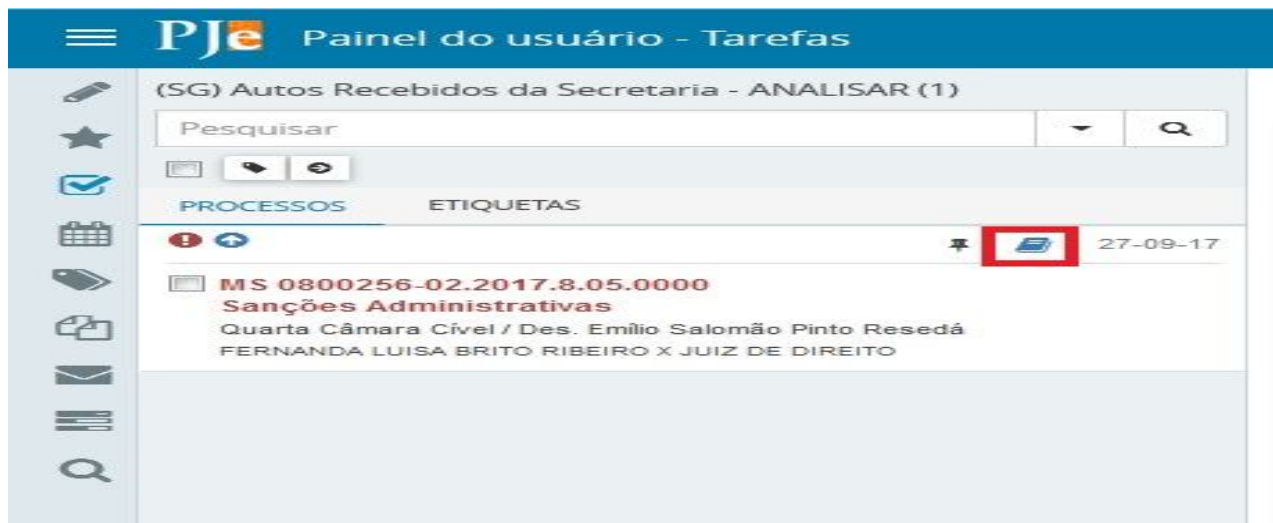 PJe Painel do usuário - Tarefas
(SG) Autos Recebidos da Secretaria - ANALISAR (1)
Pesquisar
PROCESSOS ETIQUETAS
27-09-17
MS 0800256-02.2017.8.05.0000
Sanções Administrativas
Quarta Câmara Cível / Des. Emílio Salomão Pinto Resedá
FERNANDA LUISA BRITO RIBEIRO X JUIZ DE DIREITO